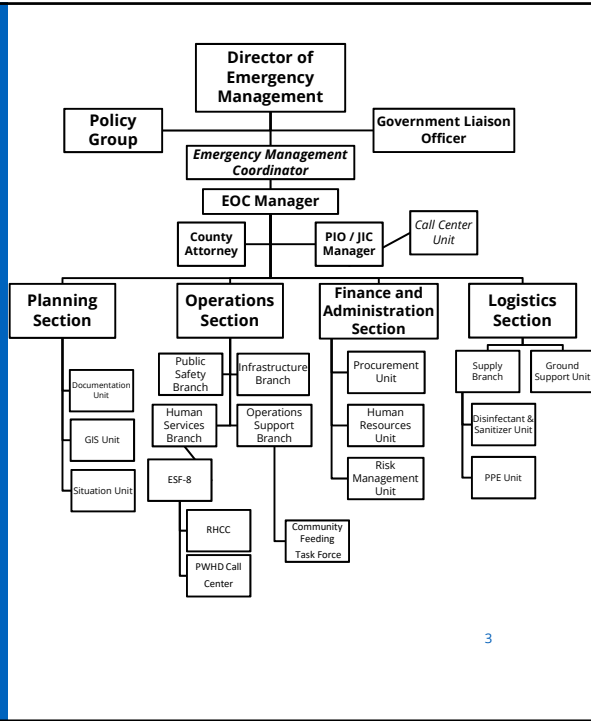 Director of
Emergency
Management
Policy
Group
Government Liaison
Officer
Emergency Management
Coordinator
EOC Manager
County
Attorney
PIO / JIC
Manager
Call Center
Unit
Planning
Section
Operations
Section
Finance and
Administration
Section
Logistics
Section
Documentation
Unit
GIS Unit
Situation Unit
Public
Safety
Branch
Infrastructure
Branch
Human
Services
Branch
Operations
Support
Branch
ESF-8
RHCC
PWHD Call
Center
Community
Feeding
Task Force
Procurement
Unit
Human
Resources
Unit
Risk
Management
Unit
Supply
Branch
Ground
Support Unit
Disinfectant &
Sanitizer Unit
PPE Unit
3